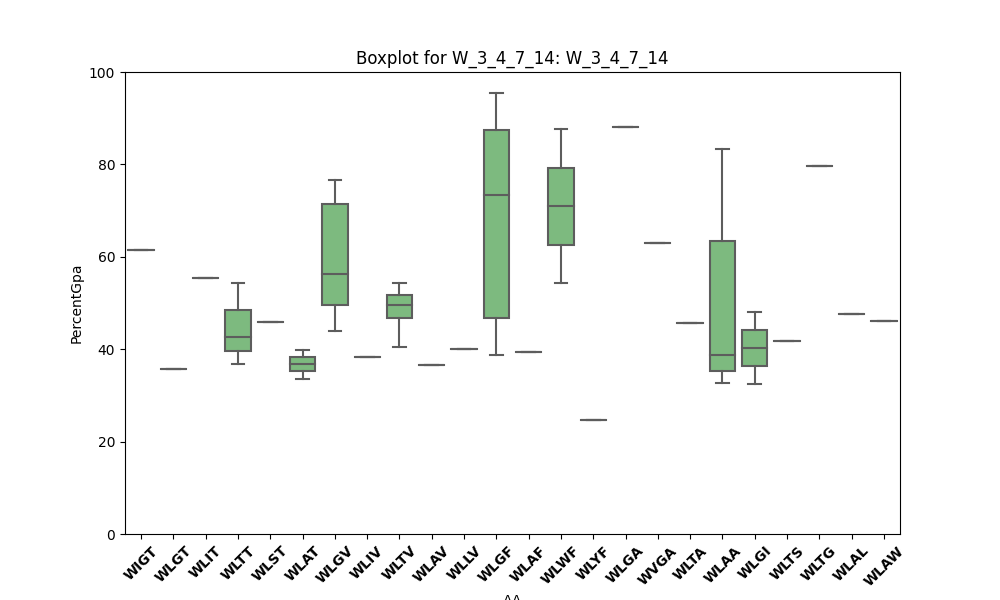 Boxplot for W_3_4_7_14: W_3_4_7_14
PercentGpa
100
80
60
40
20
0
WIGT WLGT WLIT WLTT WLST WLAT WLGV WLIV WLTV WLAV WLLV WLGF WLAF WLWF WLYF WLGA WVGA WLTA WLAA WLGI WLTS WLTG WLAL WLAW
AA